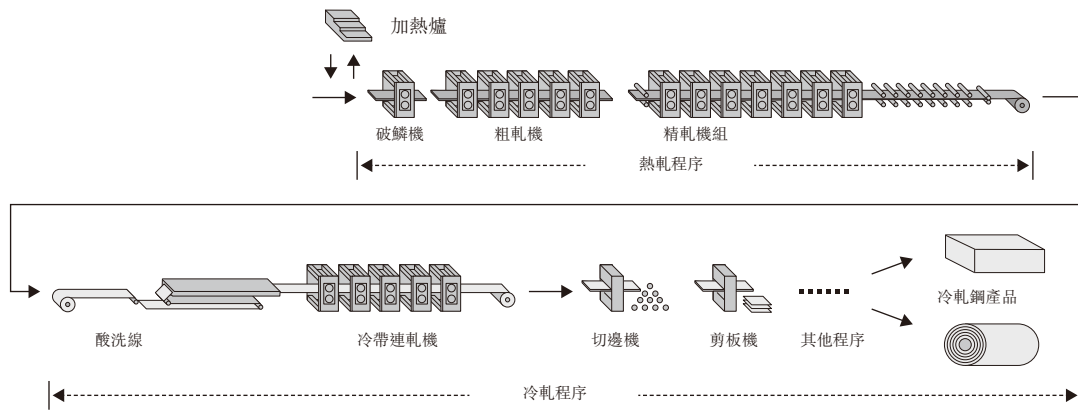 加熱爐
破鱗機
粗軋機
精軋機組
熱軋程序
酸洗線
冷帶連軋機
切邊機
剪板機
其他程序
冷軋鋼產品
冷軋程序